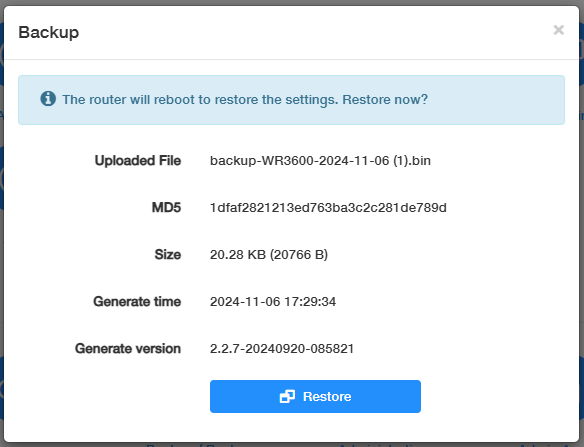 Backup ×
The router will reboot to restore the settings. Restore now?
Uploaded File backup-WR3600-2024-11-06 (1).bin
MD5 1dfaf2821213ed763ba3c2c281de789d
Size 20.28 KB (20766 B)
Generate time 2024-11-06 17:29:34
Generate version 2.2.7-20240920-085821
Restore